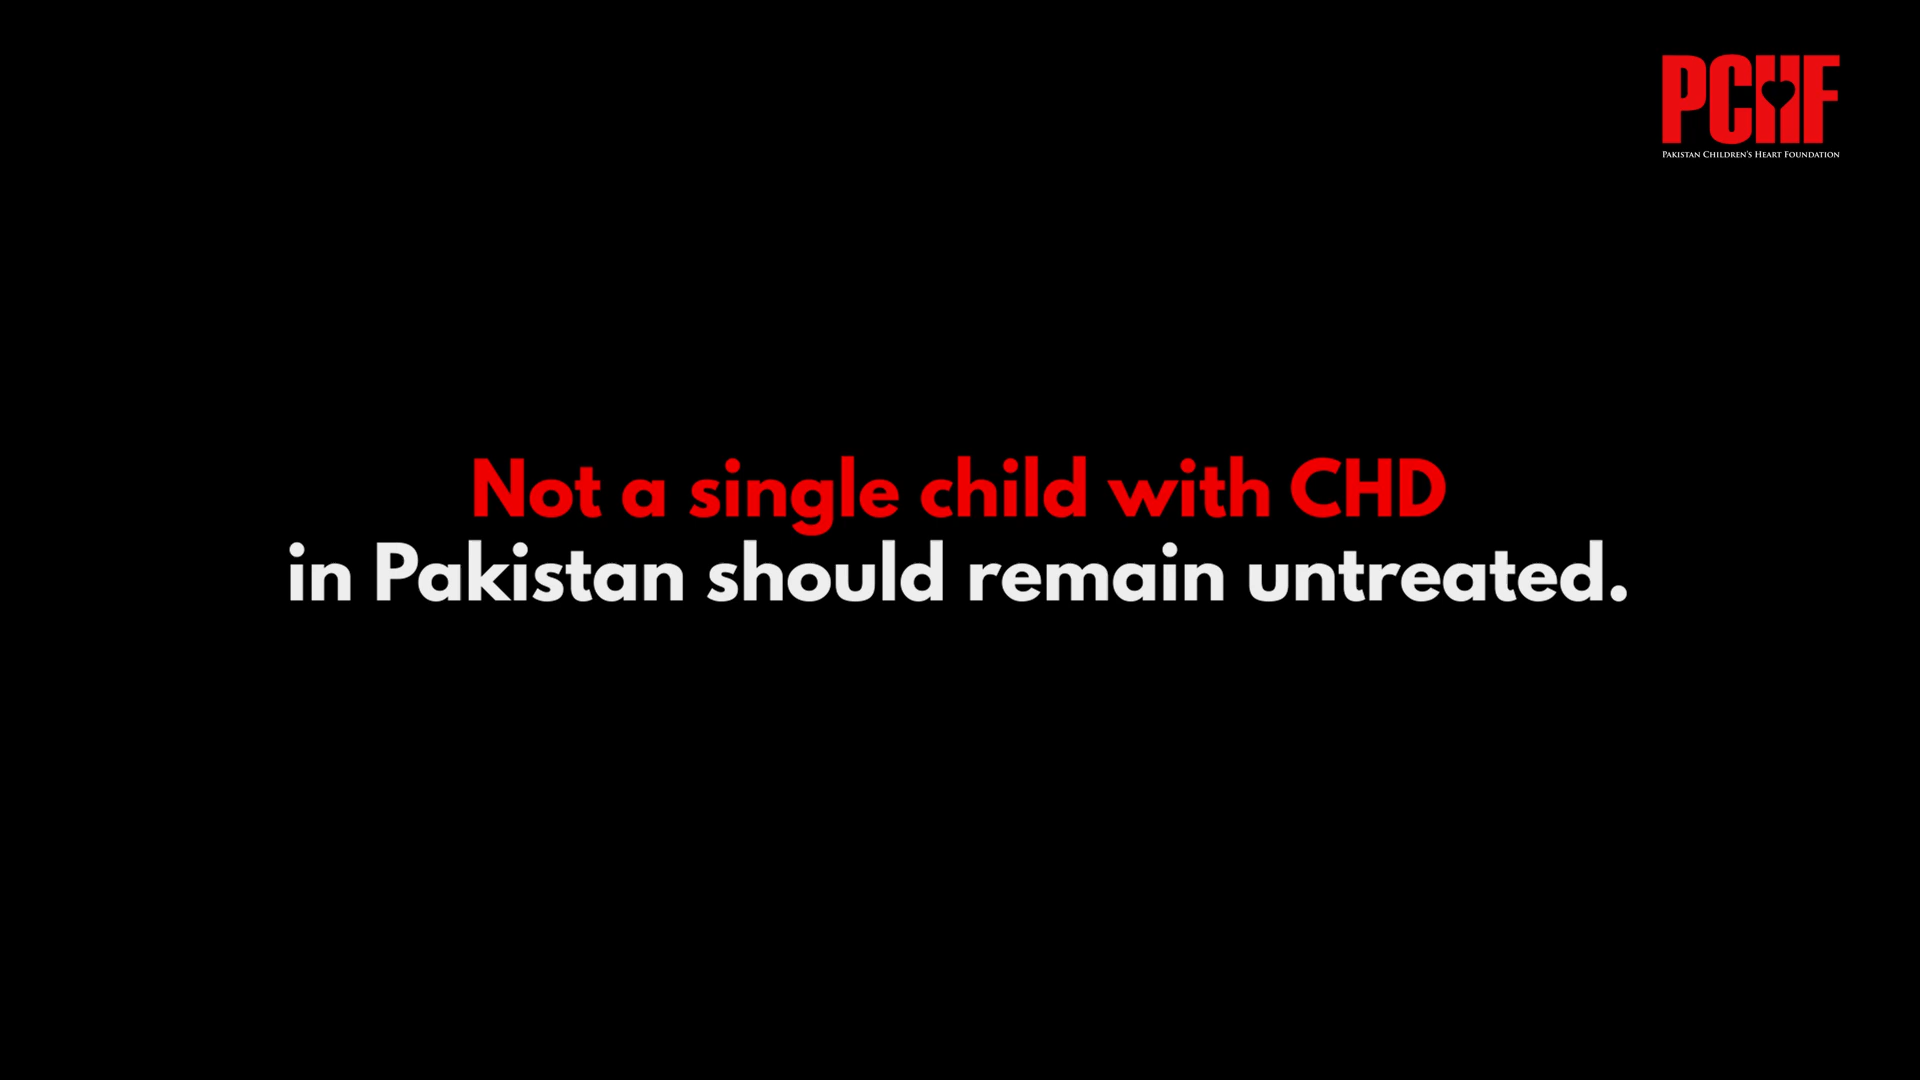 PCHF
PAKISTAN CHILDREN'S HEART FOUNDATION
Not a single child with CHD
in Pakistan should remain untreated.